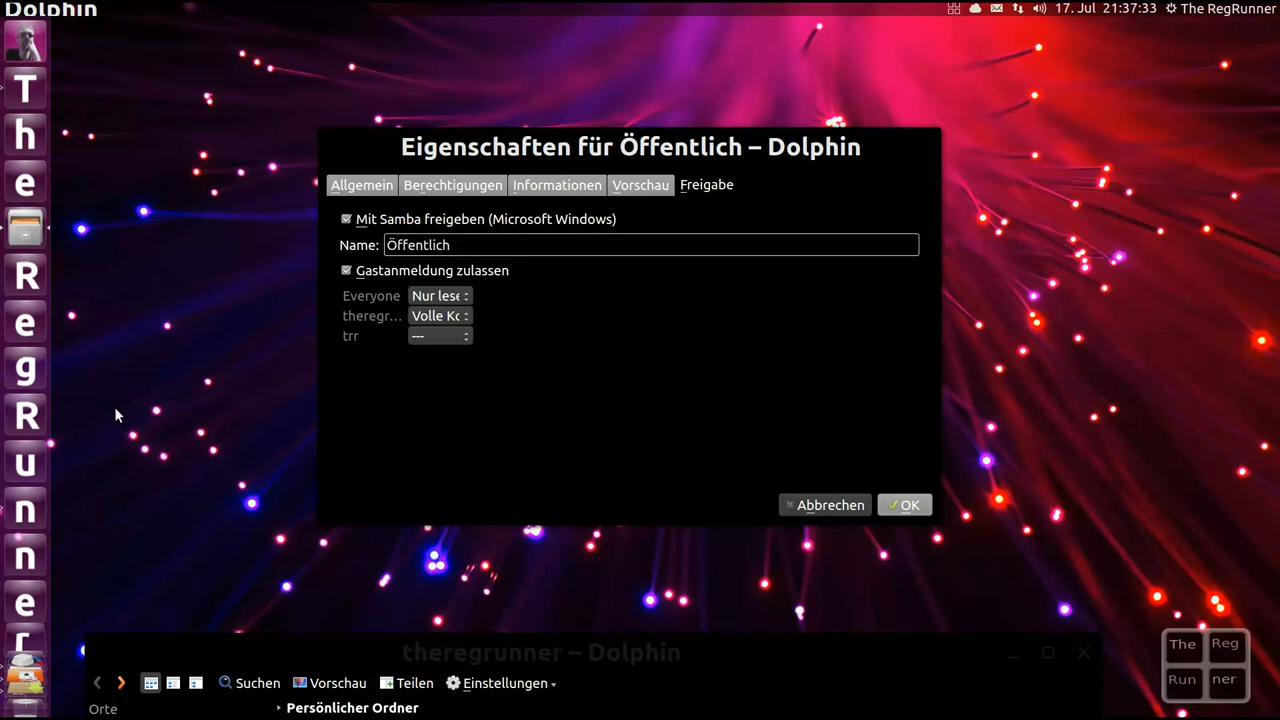 Dolphin
17. Jul 21:37:33 The RegRunner
T
h
e
R
e
g
R
u
n
n
e
r
Eigenschaften für Öffentlich – Dolphin
Allgemein Berechtigungen Informationen Vorschau Freigabe
Mit Samba freigeben (Microsoft Windows)
Name: Öffentlich
Gastanmeldung zulassen
Everyone Nur lese
theregr... Volle Ko
trr ---
Abbrechen OK
theregrunner – Dolphin
Suchen Vorschau Teilen Einstellungen
Orte Persönlicher Ordner
The Reg
Run ner